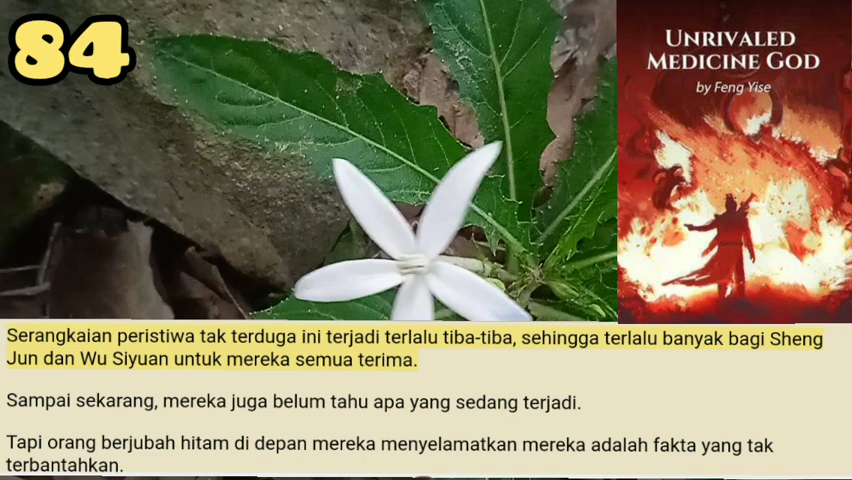 84
UNRIVALED
MEDICINE GOD
by Feng Yise
Serangkaian peristiwa tak terduga ini terjadi terlalu tiba-tiba, sehingga terlalu banyak bagi Sheng
Jun dan Wu Siyuan untuk mereka semua terima.
Sampai sekarang, mereka juga belum tahu apa yang sedang terjadi.
Tapi orang berjubah hitam di depan mereka menyelamatkan mereka adalah fakta yang tak
terbantahkan.